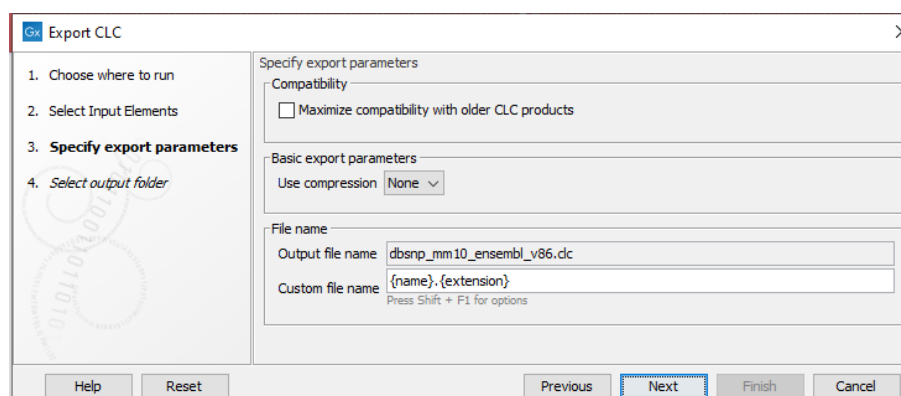 Gx Export CLC
1. Choose where to run
2. Select Input Elements
3. Specify export parameters
4. Select output folder
Specify export parameters
Compatibility
Maximize compatibility with older CLC products
Basic export parameters
Use compression None
File name
Output file name dbsnp_mm10_ensembl_v86.clc
Custom file name {name}.{extension}
Press Shift + F1 for options
Help Reset Previous Next Finish Cancel